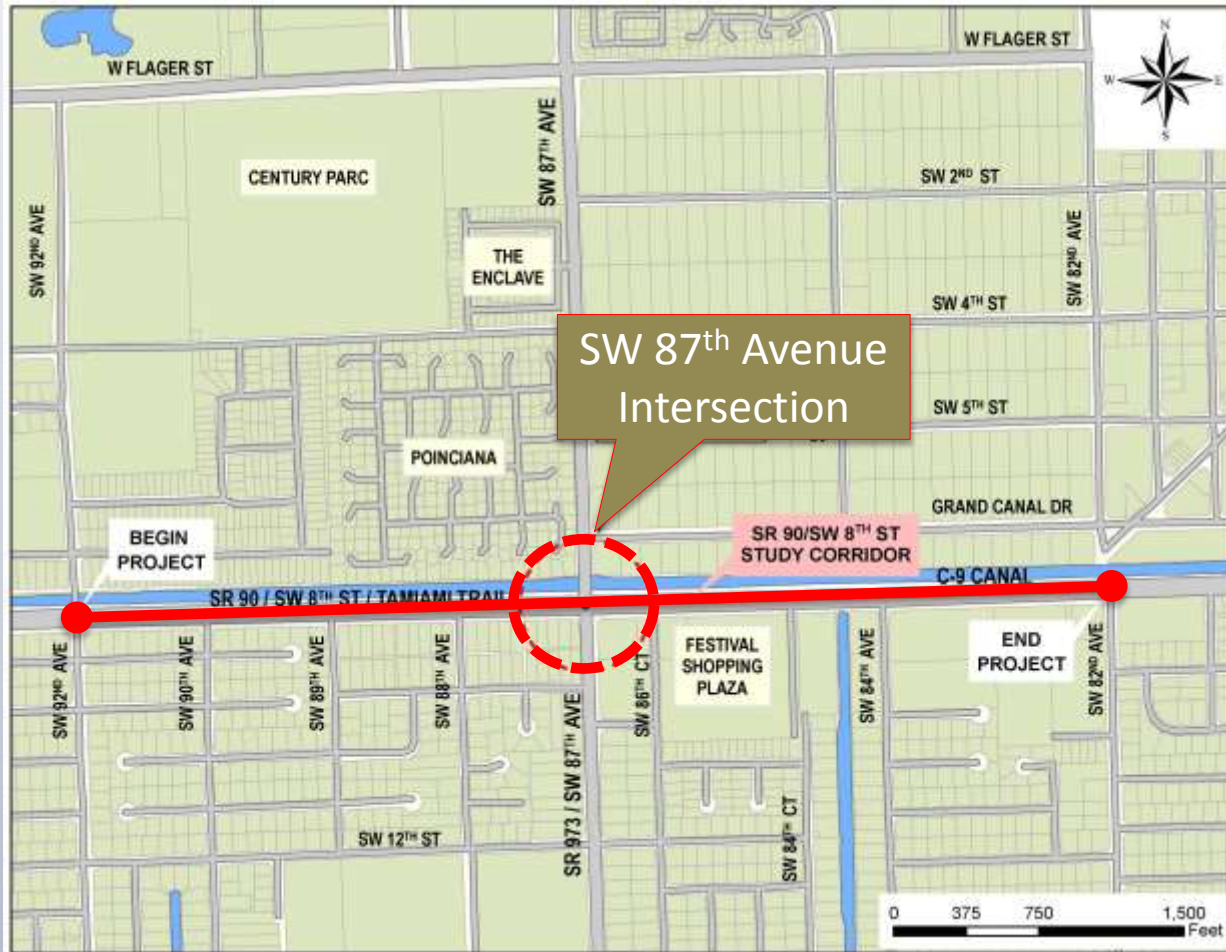 W FLAGER ST
W FLAGER ST
N
W
E
S
SW 87TH AVE
CENTURY PARC
SW 2ND ST
SW 92ND AVE
THE
ENCLAVE
SW 82ND AVE
SW 4TH ST
SW 87th Avenue
Intersection
SW 5TH ST
POINCIANA
GRAND CANAL DR
BEGIN
PROJECT
SR 90/SW 8TH ST
STUDY CORRIDOR
C-9 CANAL
SR 90 / SW 8TH ST / TAMIAMI TRAIL
SW 92ND AVE
SW 90TH AVE
SW 89TH AVE
SW 88TH AVE
SR 973 / SW 87TH AVE
SW 86TH CT
FESTIVAL
SHOPPING
PLAZA
SW 84TH AVE
END
PROJECT
SW 82ND AVE
SW 12TH ST
SW 84TH CT
0 375 750 1,500
Feet